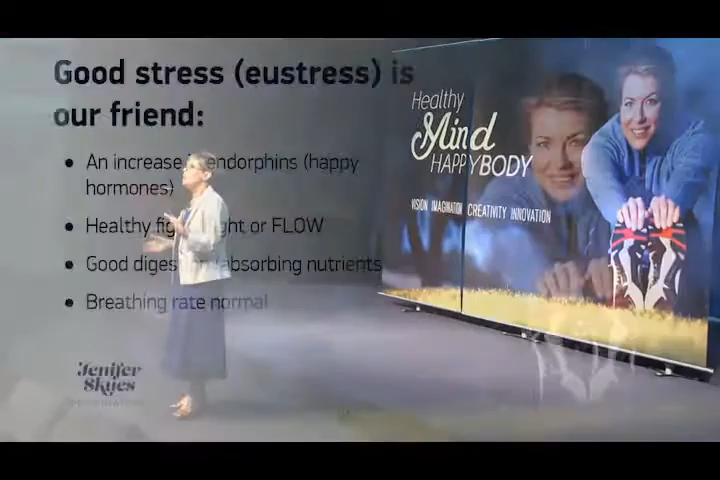 Good stress (eustress) is
our friend:
● An increase endorphins (happy
hormones)
● Healthy or FLOW
● Good absorbing nutrients
● Breathing rate normal
Jenifer
Skyes
Healthy
Mind
HAPPYBODY
VISION IMAGINATION CREATIVITY INNOVATION